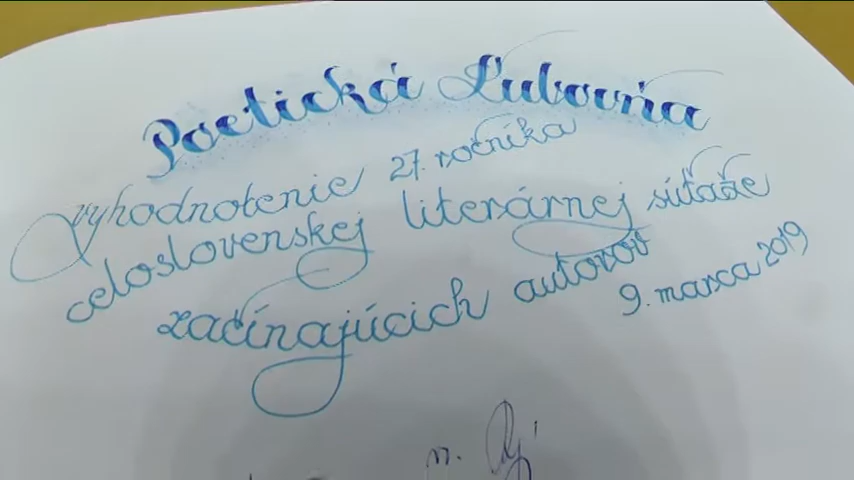 Poetická Ľubovňa
vyhodnotenie 27. ročníka
celoslovenskej literárnej súťaže
začínajúcich autorov
9. marca 2019